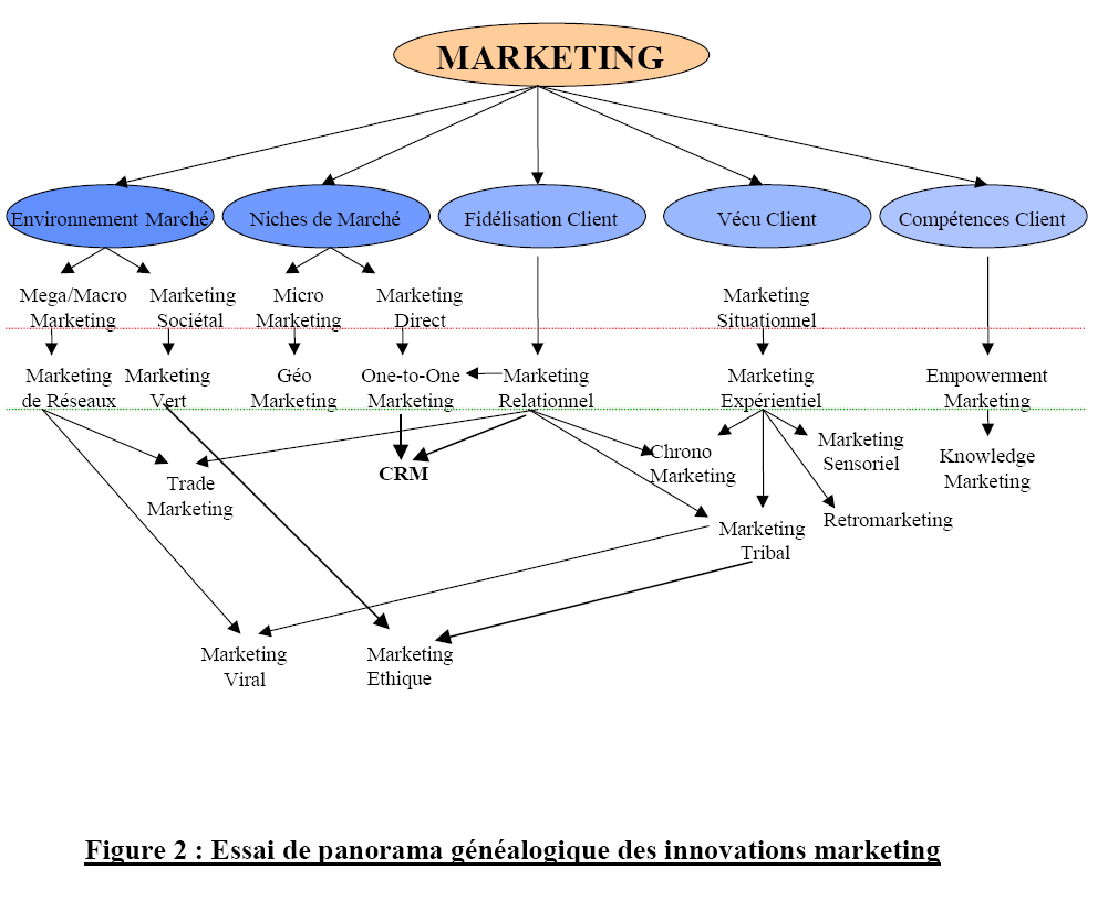 MARKETING
Environnement Marché
Niches de Marché
Fidélisation Client
Vécu Client
Compétences Client
Mega/Macro
Marketing
Marketing
Sociétal
Micro
Marketing
Marketing
Direct
Marketing
Situationnel
Marketing
de Réseaux
Marketing
Vert
Géo
Marketing
One-to-One
Marketing
Marketing
Relationnel
Marketing
Expérientiel
Empowerment
Marketing
Trade
Marketing
CRM
Chrono
Marketing
Marketing
Sensoriel
Knowledge
Marketing
Marketing
Tribal
Retromarketing
Marketing
Viral
Marketing
Ethique
Figure 2 : Essai de panorama généalogique des innovations marketing